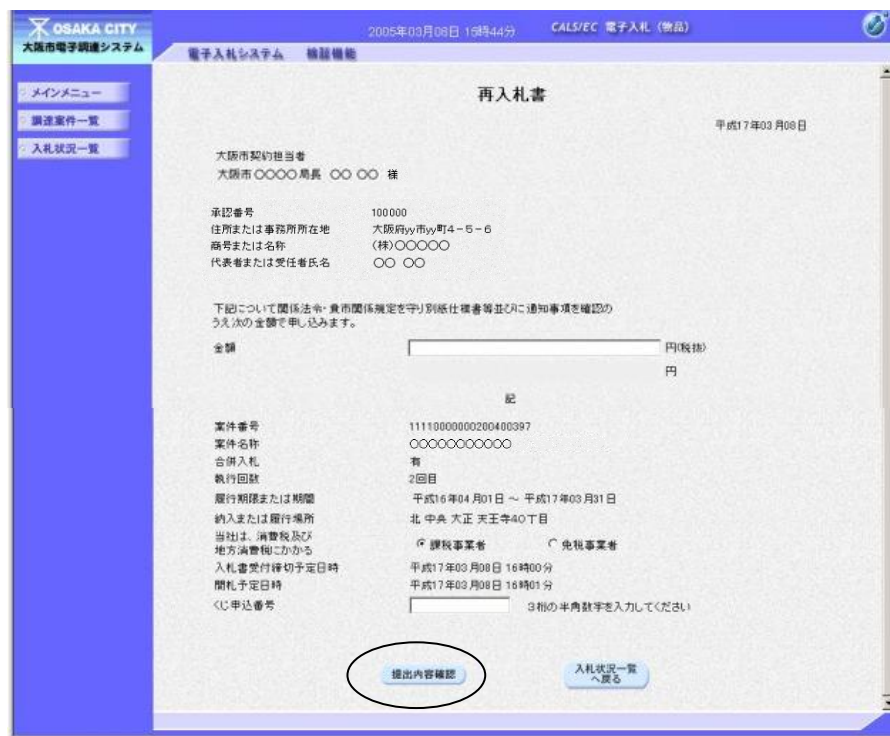 OSAKA CITY
大阪市電子調達システム
2005年03月08日 16時44分
CALS/EC 電子入札 (物品)
電子入札システム 検証機能
メインメニュー
調達案件一覧
入札状況一覧
再入札書
平成17年03月08日
大阪市契約担当者
大阪市○○○○局長 ○○ ○○ 様
承認番号 100000
住所または事務所所在地 大阪府yy市yy町4-5-6
商号または名称 (株)○○○○○
代表者または受任者氏名 ○○ ○○
下記について関係法令・貴市関係規定を守り別紙仕様書等並びに通知事項を確認の
うえ次の金額で申し込みます。
金額 円(税抜)
円
記
案件番号 11110000000200400397
案件名称 ○○○○○○○○○○○
合併入札 有
執行回数 2回目
履行期限または期間 平成16年04月01日 ~ 平成17年03月31日
納入または履行場所 北 中央 大正 天王寺40丁目
当社は、消費税及び
地方消費税にかかる 課税事業者 免税事業者
入札書受付締切予定日時 平成17年03月08日 16時00分
開札予定日時 平成17年03月08日 16時01分
くじ申込番号 3桁の半角数字を入力してください
提出内容確認
入札状況一覧
へ戻る